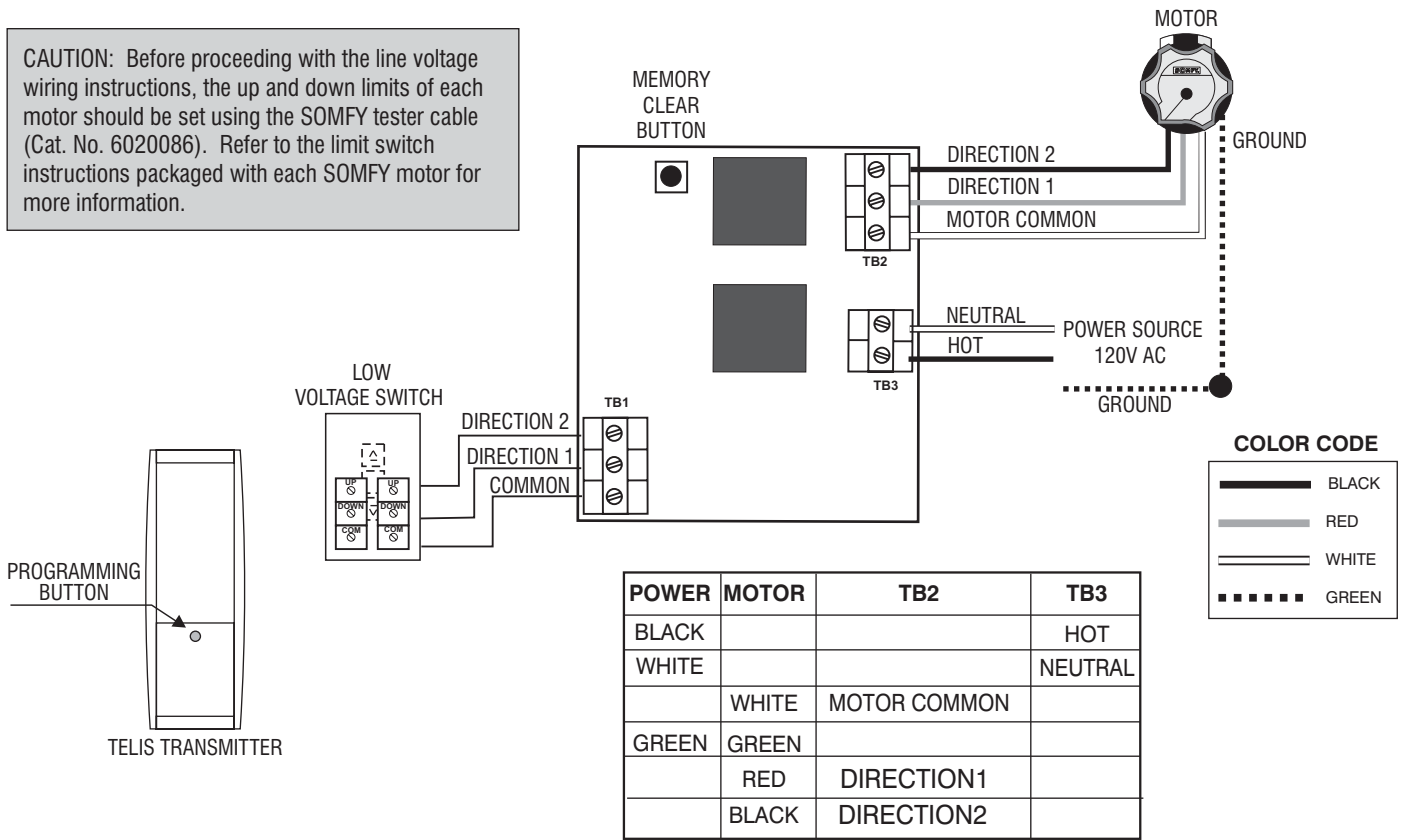 CAUTION: Before proceeding with the line voltage
wiring instructions, the up and down limits of each
motor should be set using the SOMFY tester cable
(Cat. No. 6020086). Refer to the limit switch
instructions packaged with each SOMFY motor for
more information.
MEMORY
CLEAR
BUTTON
MOTOR
SOMFY
GROUND
DIRECTION 2
DIRECTION 1
MOTOR COMMON
TB2
NEUTRAL
HOT
POWER SOURCE
120V AC
TB3
GROUND
LOW
VOLTAGE SWITCH
TB1
DIRECTION 2
DIRECTION 1
COMMON
UP UP
DOWN DOWN
COM COM
PROGRAMMING
BUTTON
TELIS TRANSMITTER
COLOR CODE
BLACK
RED
WHITE
GREEN
POWER MOTOR TB2 TB3
BLACK HOT
WHITE NEUTRAL
WHITE MOTOR COMMON
GREEN GREEN
RED DIRECTION1
BLACK DIRECTION2